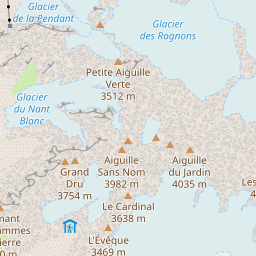 Glacier
de la Pendant
Glacier
des Rognons
Petite Aiguille
Verte
3512 m
Glacier
du Nant
Blanc
Grand
Dru
3754 m
Aiguille
Sans Nom
3982 m
Aiguille
du Jardin
4035 m
Les
Le Cardinal
3638 m
L'Évêque
3469 m